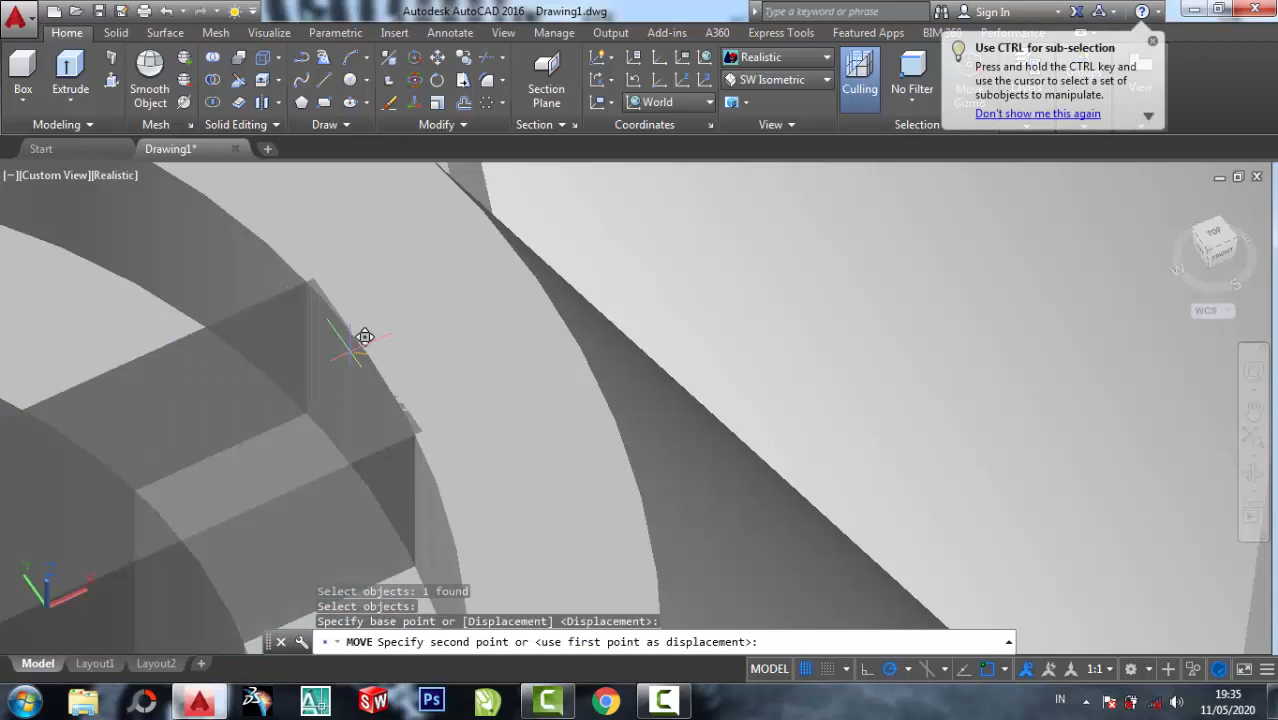 Autodesk AutoCAD 2016 Drawing1.dwg
Type a keyword or phrase
Sign In
Home Solid Surface Mesh Visualize Parametric Insert Annotate View Manage Output Add-ins A360 Express Tools Featured Apps BIM 360 Performance
Use CTRL for sub-selection
Press and hold the CTRL key and
use the cursor to select a set of
subobjects to manipulate.
Don't show me this again
Box
Extrude
Smooth
Object
Section
Plane
World
Realistic
SW Isometric
Culling
No Filter
Move
Gizmo
View
Modeling
Mesh
Solid Editing
Draw
Modify
Section
Coordinates
View
Selection
Start
Drawing1*
[−][Custom View][Realistic]
TOP
FRONT
W
S
WCS
Y
Z
X
Select objects: 1 found
Select objects:
Specify base point or [Displacement] <Displacement>:
MOVE Specify second point or <use first point as displacement>:
Model Layout1 Layout2
MODEL
1:1
Ps
SW
IN
19:35
11/05/2020